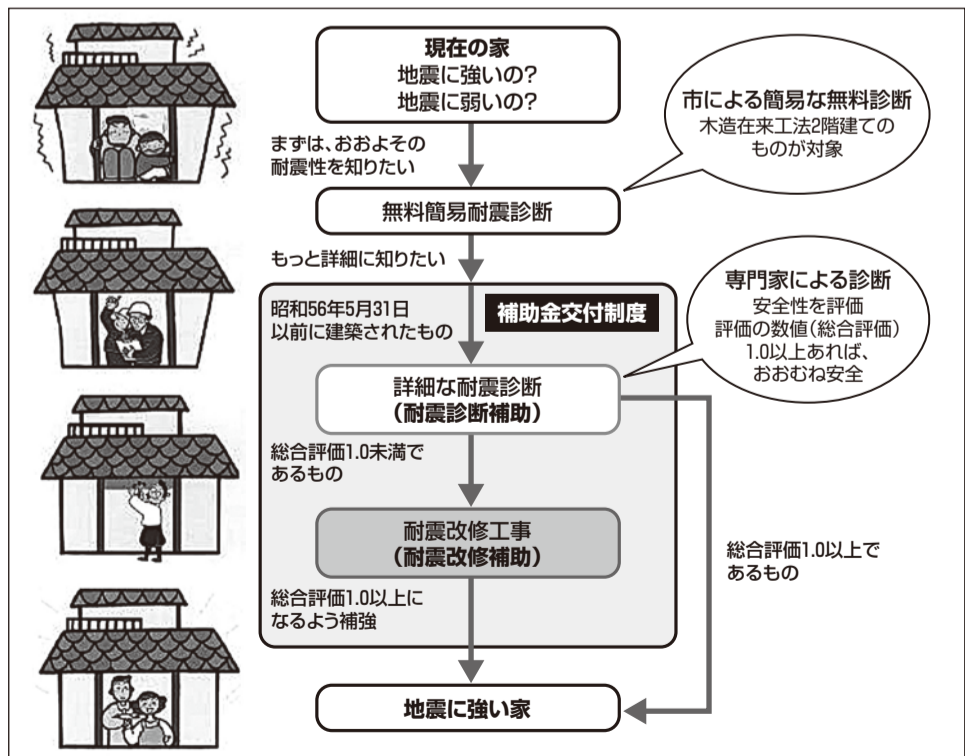 現在の家
地震に強いの?
地震に弱いの?
市による簡易な無料診断
木造在来工法2階建ての
ものが対象
まずは、おおよその
耐震性を知りたい
無料簡易耐震診断
もっと詳細に知りたい
昭和56年5月31日
以前に建築されたもの
補助金交付制度
専門家による診断
安全性を評価
評価の数値(総合評価)
1.0以上あれば、
おおむね安全
詳細な耐震診断
(耐震診断補助)
総合評価1.0未満で
あるもの
耐震改修工事
(耐震改修補助)
総合評価1.0以上で
あるもの
総合評価1.0以上に
なるよう補強
地震に強い家